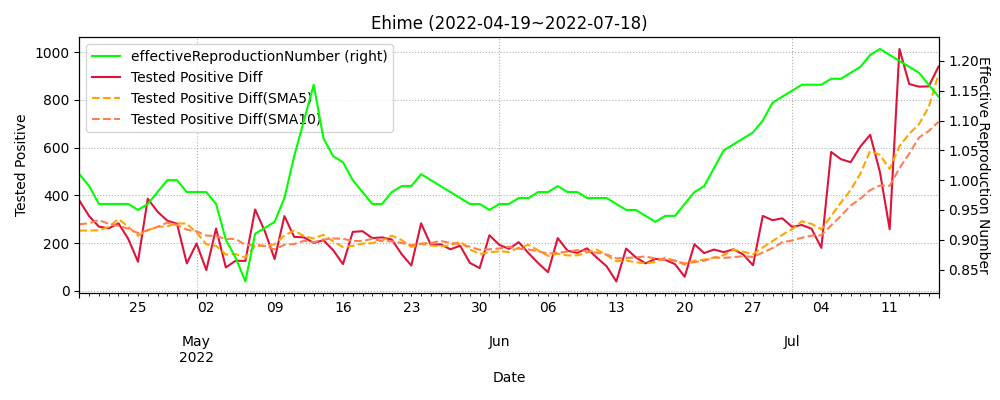 Ehime (2022-04-19~2022-07-18)
effectiveReproductionNumber (right)
Tested Positive Diff
Tested Positive Diff(SMA5)
Tested Positive Diff(SMA10)
Tested Positive
1000
800
600
400
200
0
Effective Reproduction Number
1.20
1.15
1.10
1.05
1.00
0.95
0.90
0.85
25 02 09 16 23 30 06 13 20 27 04 11
May Jun Jul
2022
Date